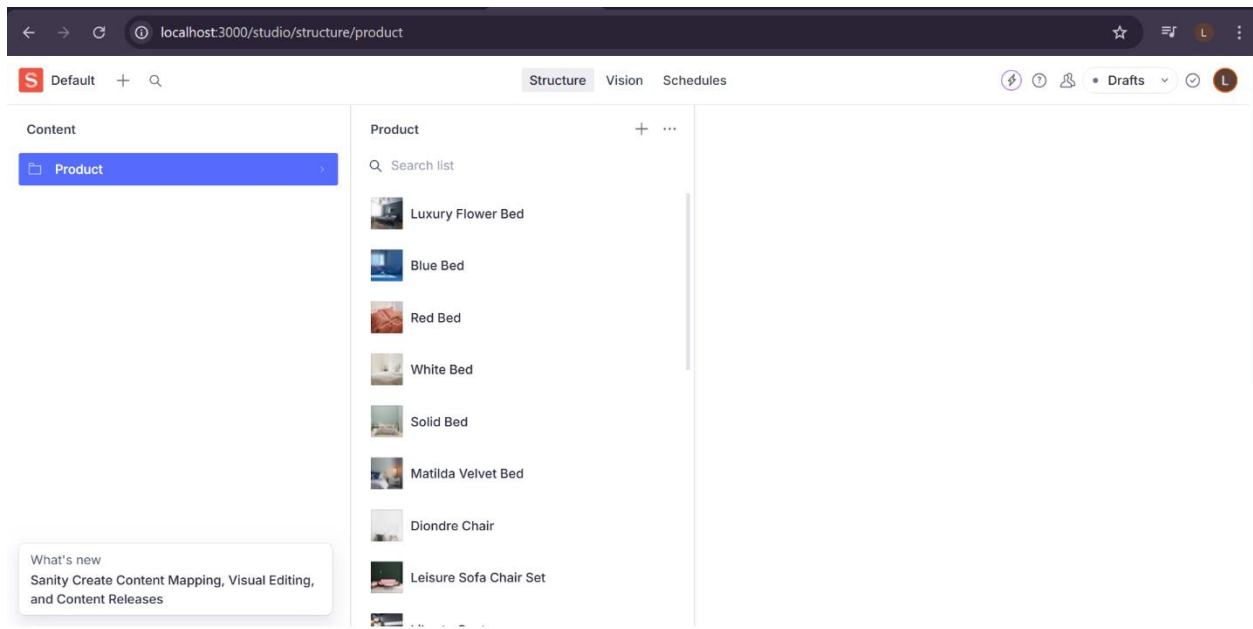 localhost:3000/studio/structure/product
L
S Default
Structure Vision Schedules
Drafts
L
Content
Product
Product
Search list
Luxury Flower Bed
Blue Bed
Red Bed
White Bed
Solid Bed
Matilda Velvet Bed
Diondre Chair
Leisure Sofa Chair Set
What's new
Sanity Create Content Mapping, Visual Editing,
and Content Releases